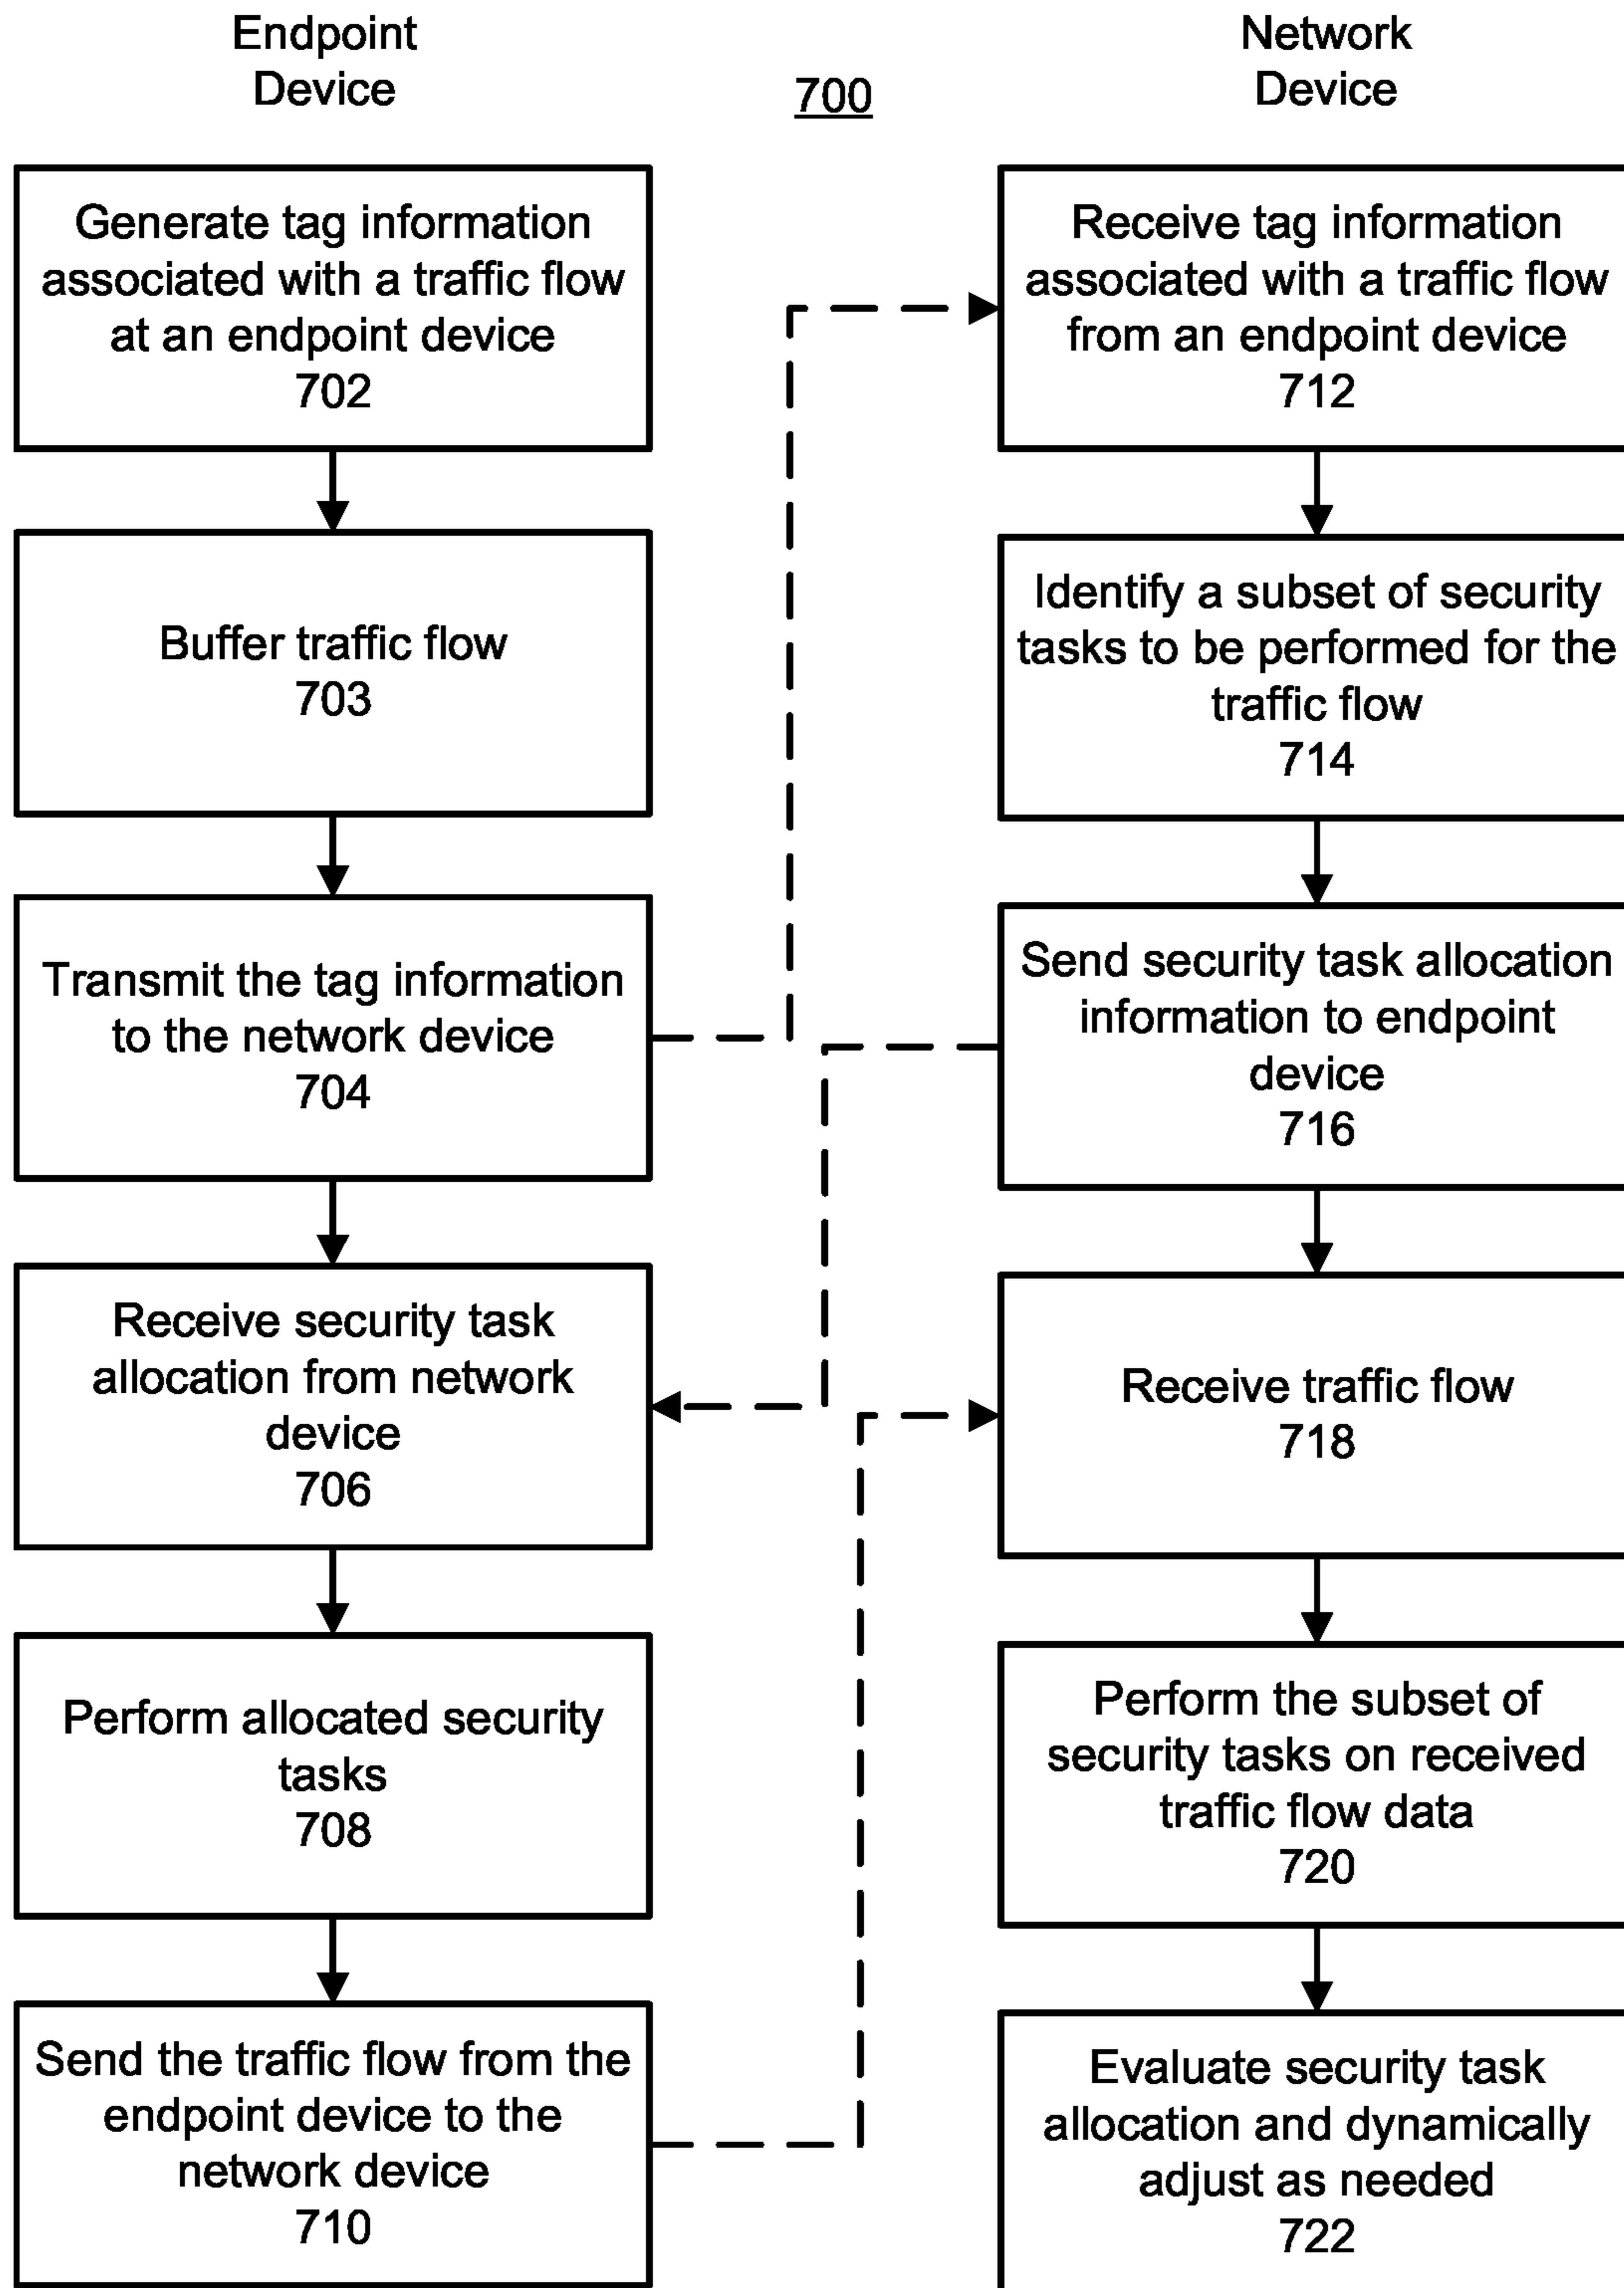 Endpoint
Device
700
Network
Device
Generate tag information
associated with a traffic flow
at an endpoint device
702
Buffer traffic flow
703
Transmit the tag information
to the network device
704
Receive security task
allocation from network
device
706
Perform allocated security
tasks
708
Send the traffic flow from the
endpoint device to the
network device
710
Receive tag information
associated with a traffic flow
from an endpoint device
712
Identify a subset of security
tasks to be performed for the
traffic flow
714
Send security task allocation
information to endpoint
device
716
Receive traffic flow
718
Perform the subset of
security tasks on received
traffic flow data
720
Evaluate security task
allocation and dynamically
adjust as needed
722